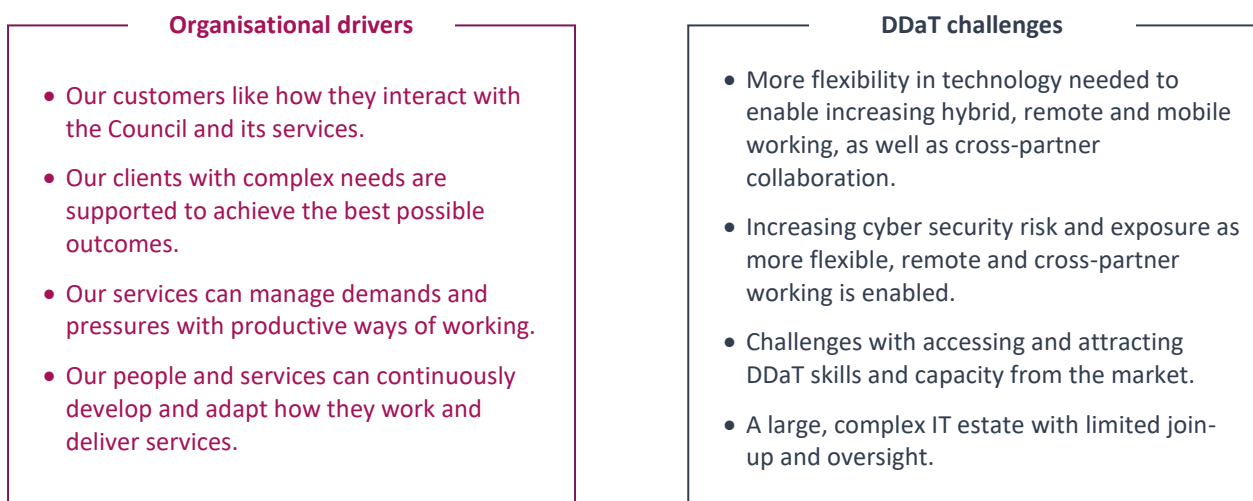 Organisational drivers
• Our customers like how they interact with
the Council and its services.
• Our clients with complex needs are
supported to achieve the best possible
outcomes.
• Our services can manage demands and
pressures with productive ways of working.
• Our people and services can continuously
develop and adapt how they work and
deliver services.
DDaT challenges
• More flexibility in technology needed to
enable increasing hybrid, remote and mobile
working, as well as cross-partner
collaboration.
• Increasing cyber security risk and exposure as
more flexible, remote and cross-partner
working is enabled.
• Challenges with accessing and attracting
DDaT skills and capacity from the market.
• A large, complex IT estate with limited join-
up and oversight.